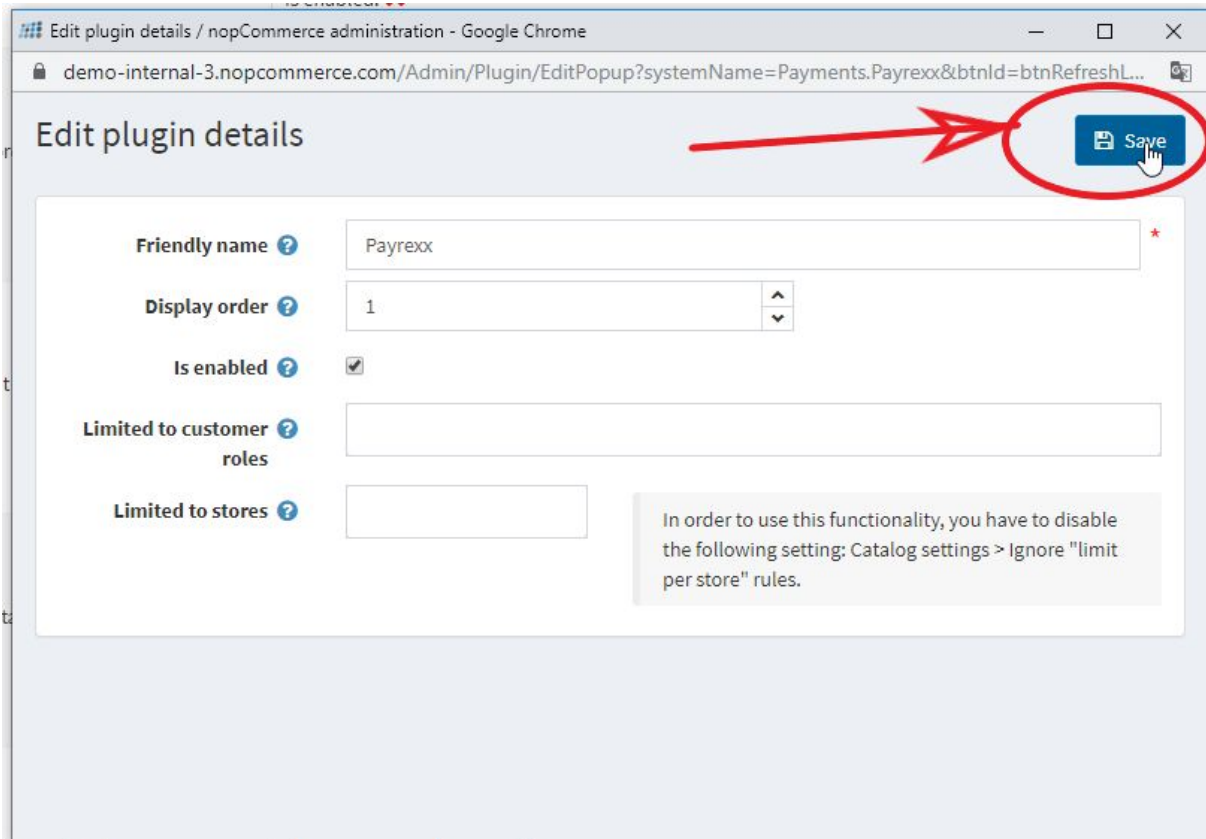 Is enabled:
Edit plugin details / nopCommerce administration - Google Chrome
demo-internal-3.nopcommerce.com/Admin/Plugin/EditPopup?systemName=Payments.Payrexx&btnId=btnRefreshL...
Edit plugin details
Save
Friendly name
Payrexx
*
Display order
1
Is enabled
Limited to customer
roles
Limited to stores
In order to use this functionality, you have to disable
the following setting: Catalog settings > Ignore "limit
per store" rules.